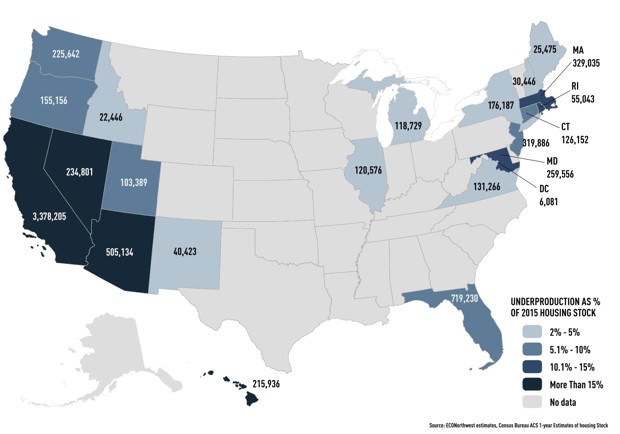 225,642
25,475
MA
329,035
30,446
155,156
RI
55,043
176,187
22,446
118,729
CT
126,152
319,886
MD
259,556
234,801
120,576
103,389
131,266
DC
6,081
3,378,205
505,134
40,423
719,230
UNDERPRODUCTION AS %
OF 2015 HOUSING STOCK
2% - 5%
5.1% - 10%
10.1% - 15%
More Than 15%
No data
215,936
Source: ECONorthwest estimates, Census Bureau ACS 1-year Estimates of housing Stock